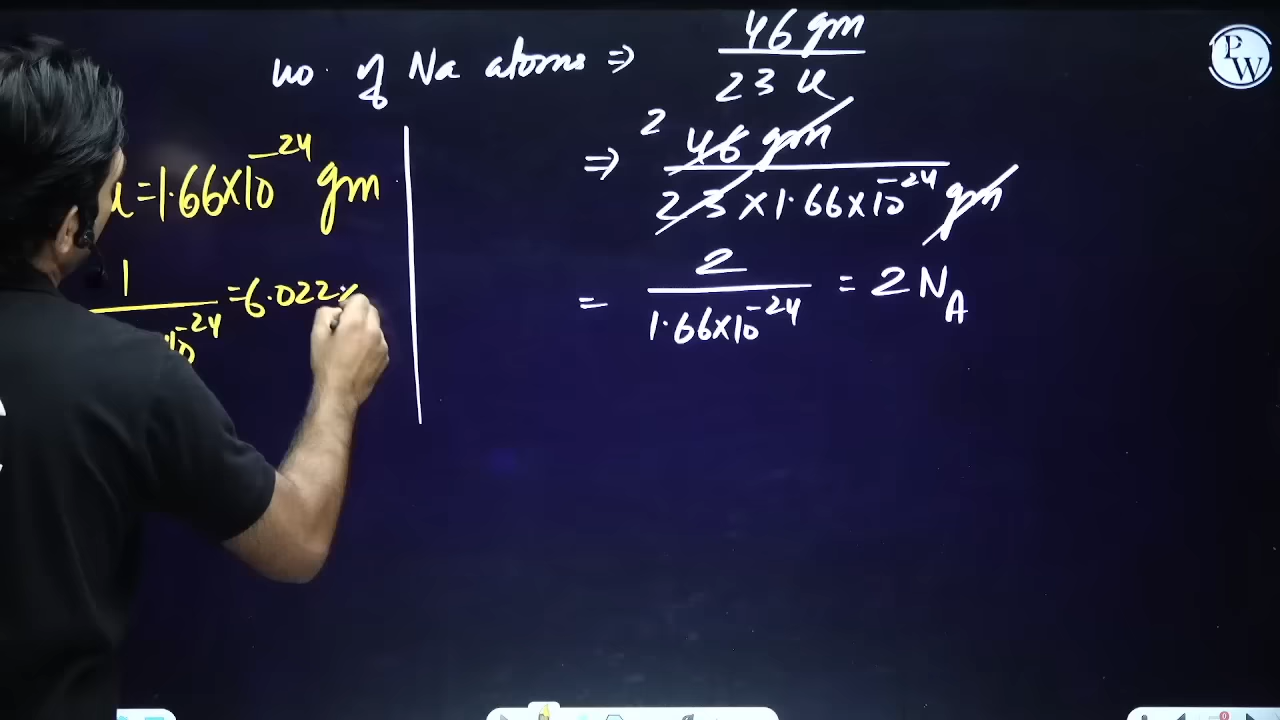 no. of Na atoms ⇒ 46 gm / 23 u
⇒ 2 46 gm / 23 × 1.66×10⁻²⁴ gm
= 2 / 1.66×10⁻²⁴ = 2 N_A
u = 1.66×10⁻²⁴ gm
1 / 10⁻²⁴ = 6.022×
PW